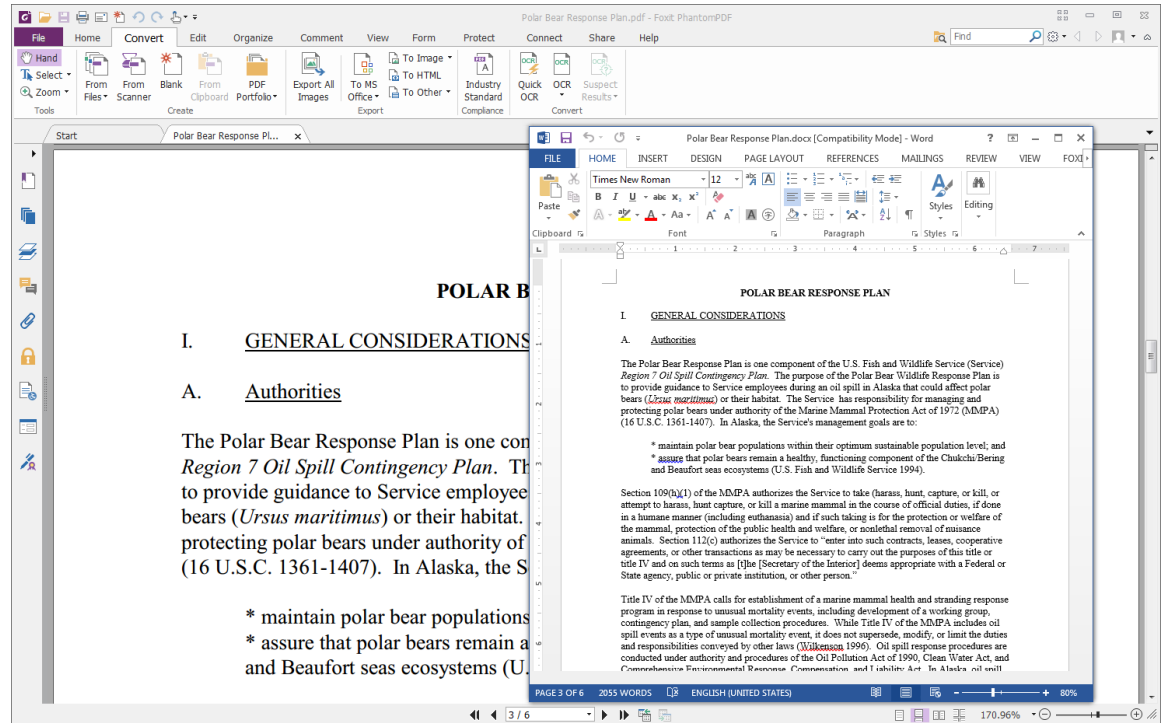 Polar Bear Response Plan.pdf - Foxit PhantomPDF
File Home Convert Edit Organize Comment View Form Protect Connect Share Help Find
Hand
Select
Zoom
Tools
From Files
From Scanner
Blank
From Clipboard
PDF Portfolio
Create
Export All Images
To MS Office
To Image
To HTML
To Other
Export
Industry Standard
Compliance
Quick OCR
OCR
Suspect Results
Convert
Start
Polar Bear Response Pl... x
POLAR B
I. GENERAL CONSIDERATIONS
A. Authorities
The Polar Bear Response Plan is one con
Region 7 Oil Spill Contingency Plan. Th
to provide guidance to Service employee
bears (Ursus maritimus) or their habitat.
protecting polar bears under authority of
(16 U.S.C. 1361-1407). In Alaska, the S
* maintain polar bear populations
* assure that polar bears remain a
and Beaufort seas ecosystems (U.
3 / 6
170.96%
Polar Bear Response Plan.docx [Compatibility Mode] - Word
FILE HOME INSERT DESIGN PAGE LAYOUT REFERENCES MAILINGS REVIEW VIEW FOXI
Paste
Clipboard
Times New Roman 12
B I U abc X₂ X²
Aa
Font
Paragraph
Styles
Styles
Editing
1 2 3 4 5 6 7
POLAR BEAR RESPONSE PLAN
I. GENERAL CONSIDERATIONS
A. Authorities
The Polar Bear Response Plan is one component of the U.S. Fish and Wildlife Service (Service)
Region 7 Oil Spill Contingency Plan. The purpose of the Polar Bear Wildlife Response Plan is
to provide guidance to Service employees during an oil spill in Alaska that could affect polar
bears (Ursus maritimus) or their habitat. The Service has responsibility for managing and
protecting polar bears under authority of the Marine Mammal Protection Act of 1972 (MMPA)
(16 U.S.C. 1361-1407). In Alaska, the Service's management goals are to:
* maintain polar bear populations within their optimum sustainable population level; and
* assure that polar bears remain a healthy, functioning component of the Chukchi/Bering
and Beaufort seas ecosystems (U.S. Fish and Wildlife Service 1994).
Section 109(h)(1) of the MMPA authorizes the Service to take (harass, hunt, capture, or kill, or
attempt to harass, hunt capture, or kill a marine mammal in the course of official duties, if done
in a humane manner (including euthanasia) and if such taking is for the protection or welfare of
the mammal, protection of the public health and welfare, or nonlethal removal of nuisance
animals. Section 112(c) authorizes the Service to “enter into such contracts, leases, cooperative
agreements, or other transactions as may be necessary to carry out the purposes of this title or
title IV and on such terms as [t]he [Secretary of the Interior] deems appropriate with a Federal or
State agency, public or private institution, or other person.”
Title IV of the MMPA calls for establishment of a marine mammal health and stranding response
program in response to unusual mortality events, including development of a working group,
contingency plan, and sample collection procedures. While Title IV of the MMPA includes oil
spill events as a type of unusual mortality event, it does not supersede, modify, or limit the duties
and responsibilities conveyed by other laws (Wilkenson 1996). Oil spill response procedures are
conducted under authority and procedures of the Oil Pollution Act of 1990, Clean Water Act, and
Comprehensive Environmental Response, Compensation, and Liability Act. In Alaska, oil spill
PAGE 3 OF 6 2055 WORDS ENGLISH (UNITED STATES) 80%